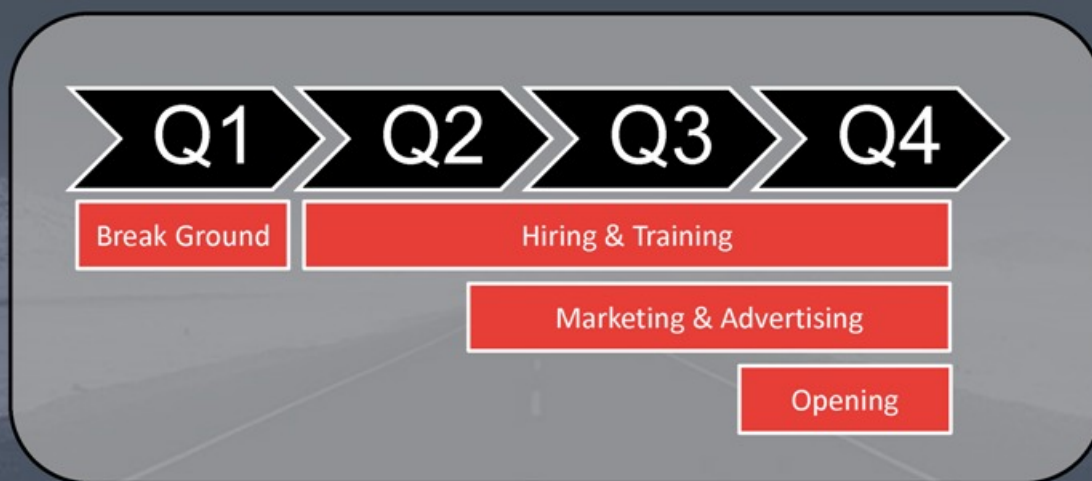 Q1 Q2 Q3 Q4
Break Ground Hiring & Training
Marketing & Advertising
Opening